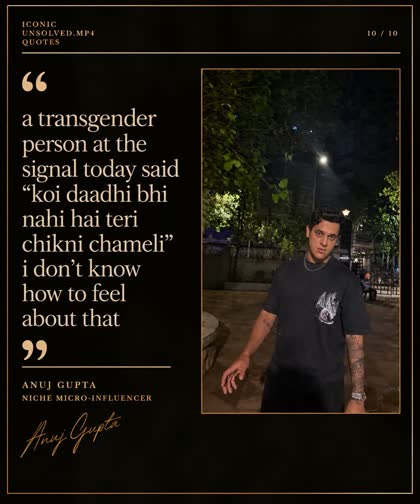 ICONIC
UNSOLVED.MP4
QUOTES
10 / 10
“
a transgender
person at the
signal today said
“koi daadhi bhi
nahi hai teri
chikni chameli”
i don’t know
how to feel
about that
”
ANUJ GUPTA
NICHE MICRO-INFLUENCER
Anuj Gupta